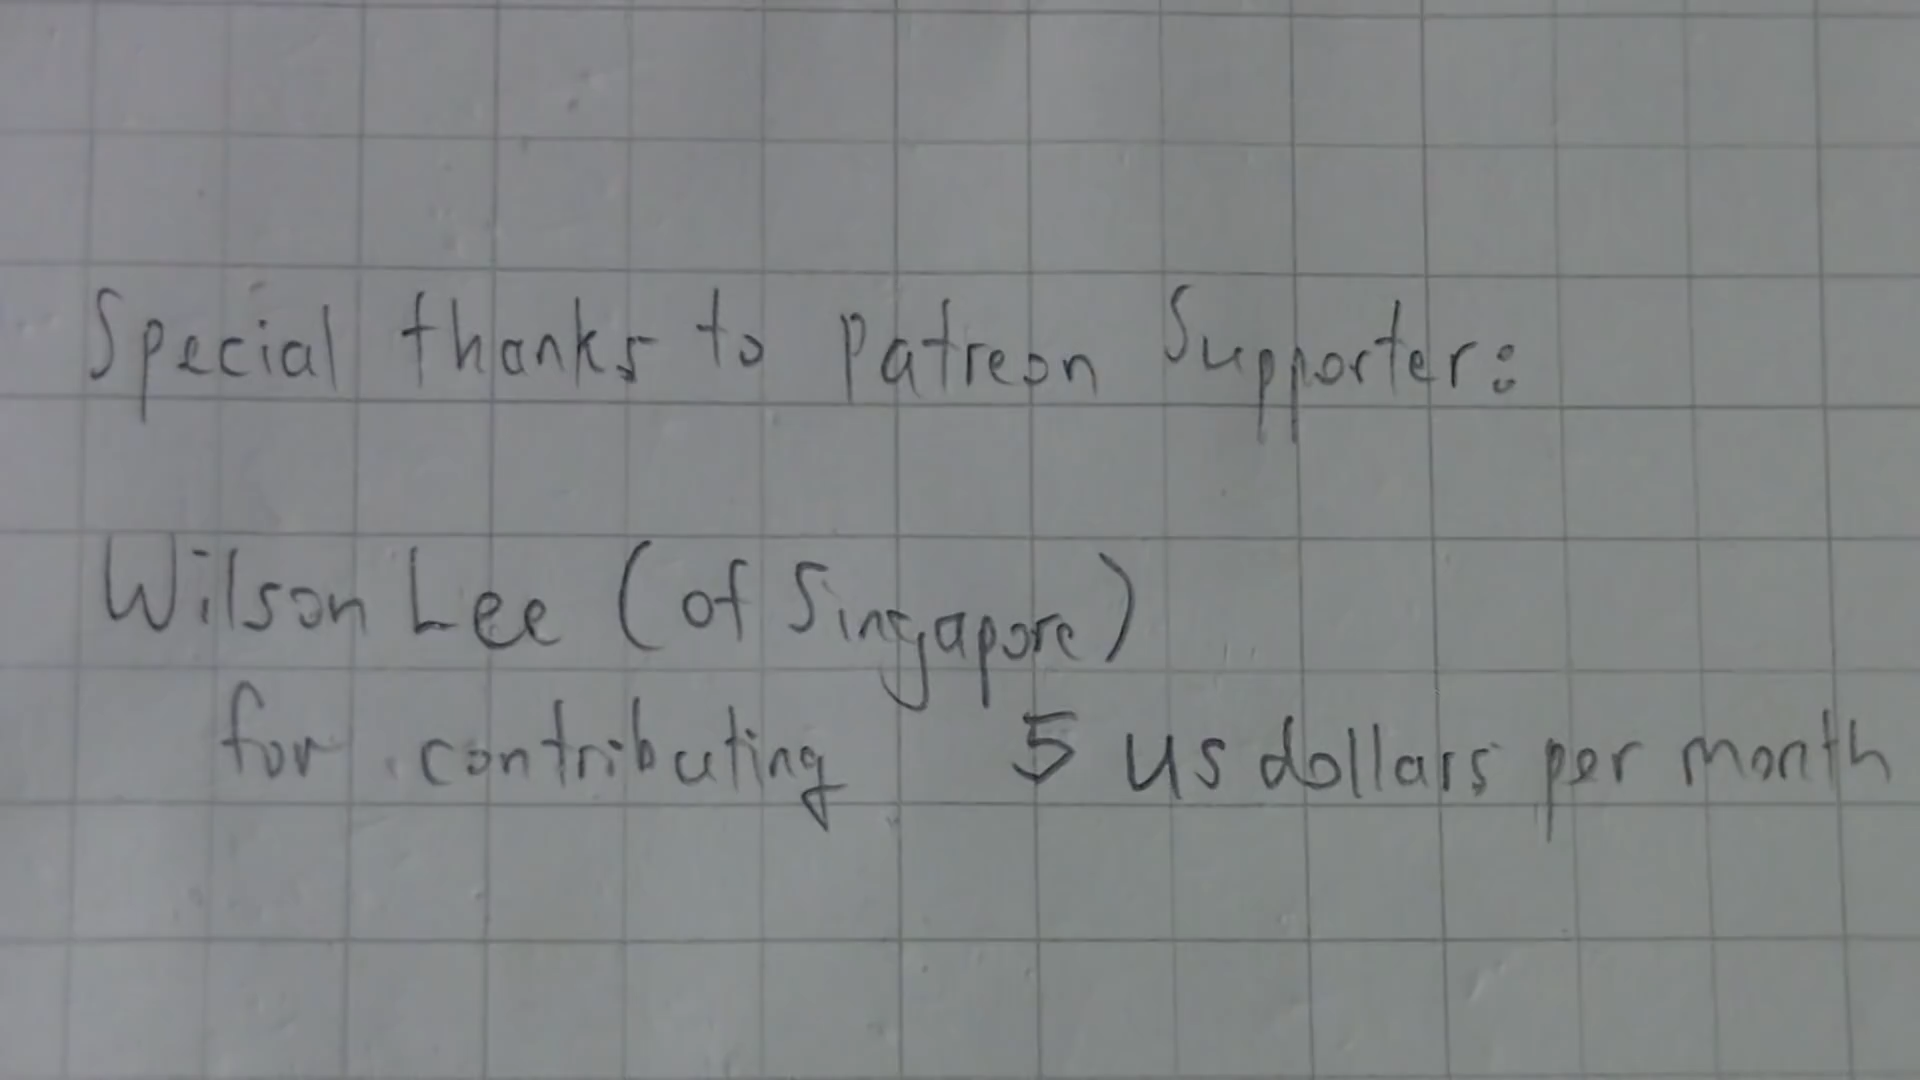 Special thanks to Patreon Supporter:
Wilson Lee (of Singapore)
for contributing 5 US dollars per month